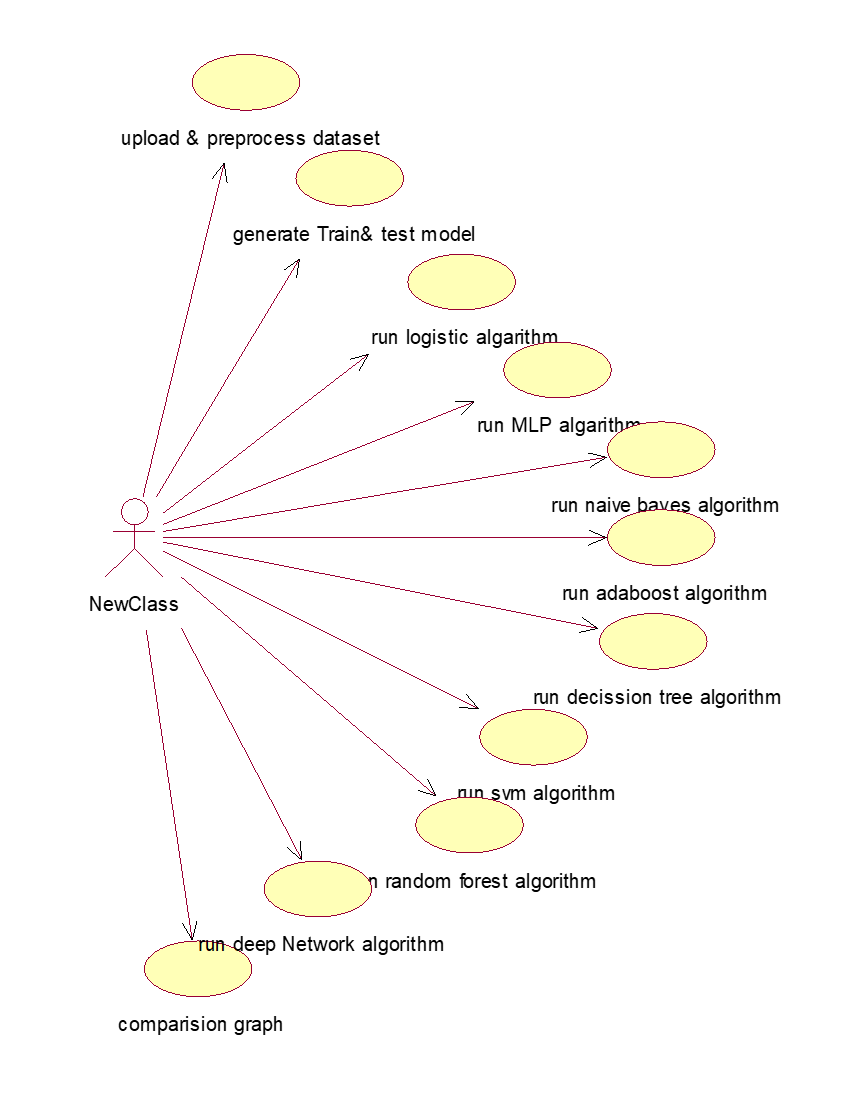 upload & preprocess dataset
generate Train& test model
run logistic algarithm
run MLP algarithm
run naive bayes algorithm
run adaboost algorithm
NewClass
run decission tree algorithm
run svm algorithm
n random forest algorithm
run deep Network algorithm
comparision graph